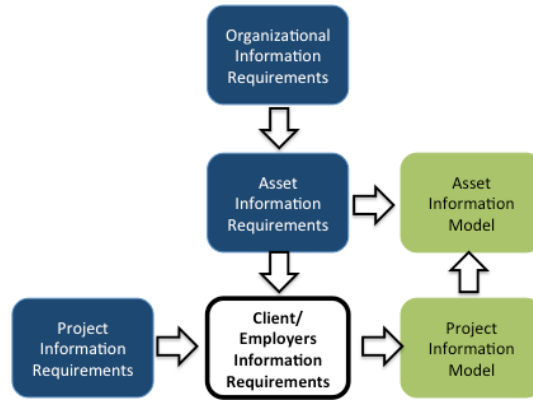 Organizational
Information
Requirements
Asset
Information
Requirements
Asset
Information
Model
Project
Information
Requirements
Client/
Employers
Information
Requirements
Project
Information
Model